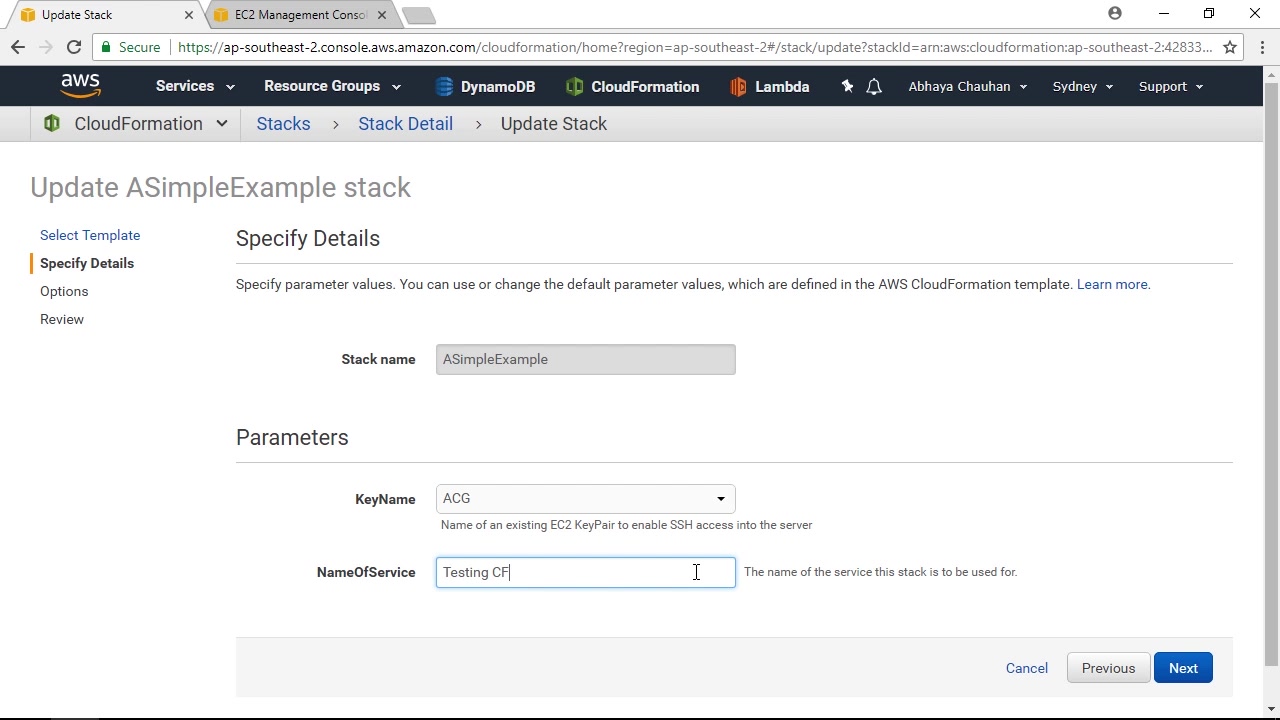 Update Stack
EC2 Management Consol
Secure
https://ap-southeast-2.console.aws.amazon.com/cloudformation/home?region=ap-southeast-2#/stack/update?stackId=arn:aws:cloudformation:ap-southeast-2:42833...
aws
Services
Resource Groups
DynamoDB
CloudFormation
Lambda
Abhaya Chauhan
Sydney
Support
CloudFormation
Stacks > Stack Detail > Update Stack
Update ASimpleExample stack
Select Template
Specify Details
Options
Review
Specify Details
Specify parameter values. You can use or change the default parameter values, which are defined in the AWS CloudFormation template. Learn more.
Stack name
ASimpleExample
Parameters
KeyName
ACG
Name of an existing EC2 KeyPair to enable SSH access into the server
NameOfService
Testing CF
The name of the service this stack is to be used for.
Cancel
Previous
Next